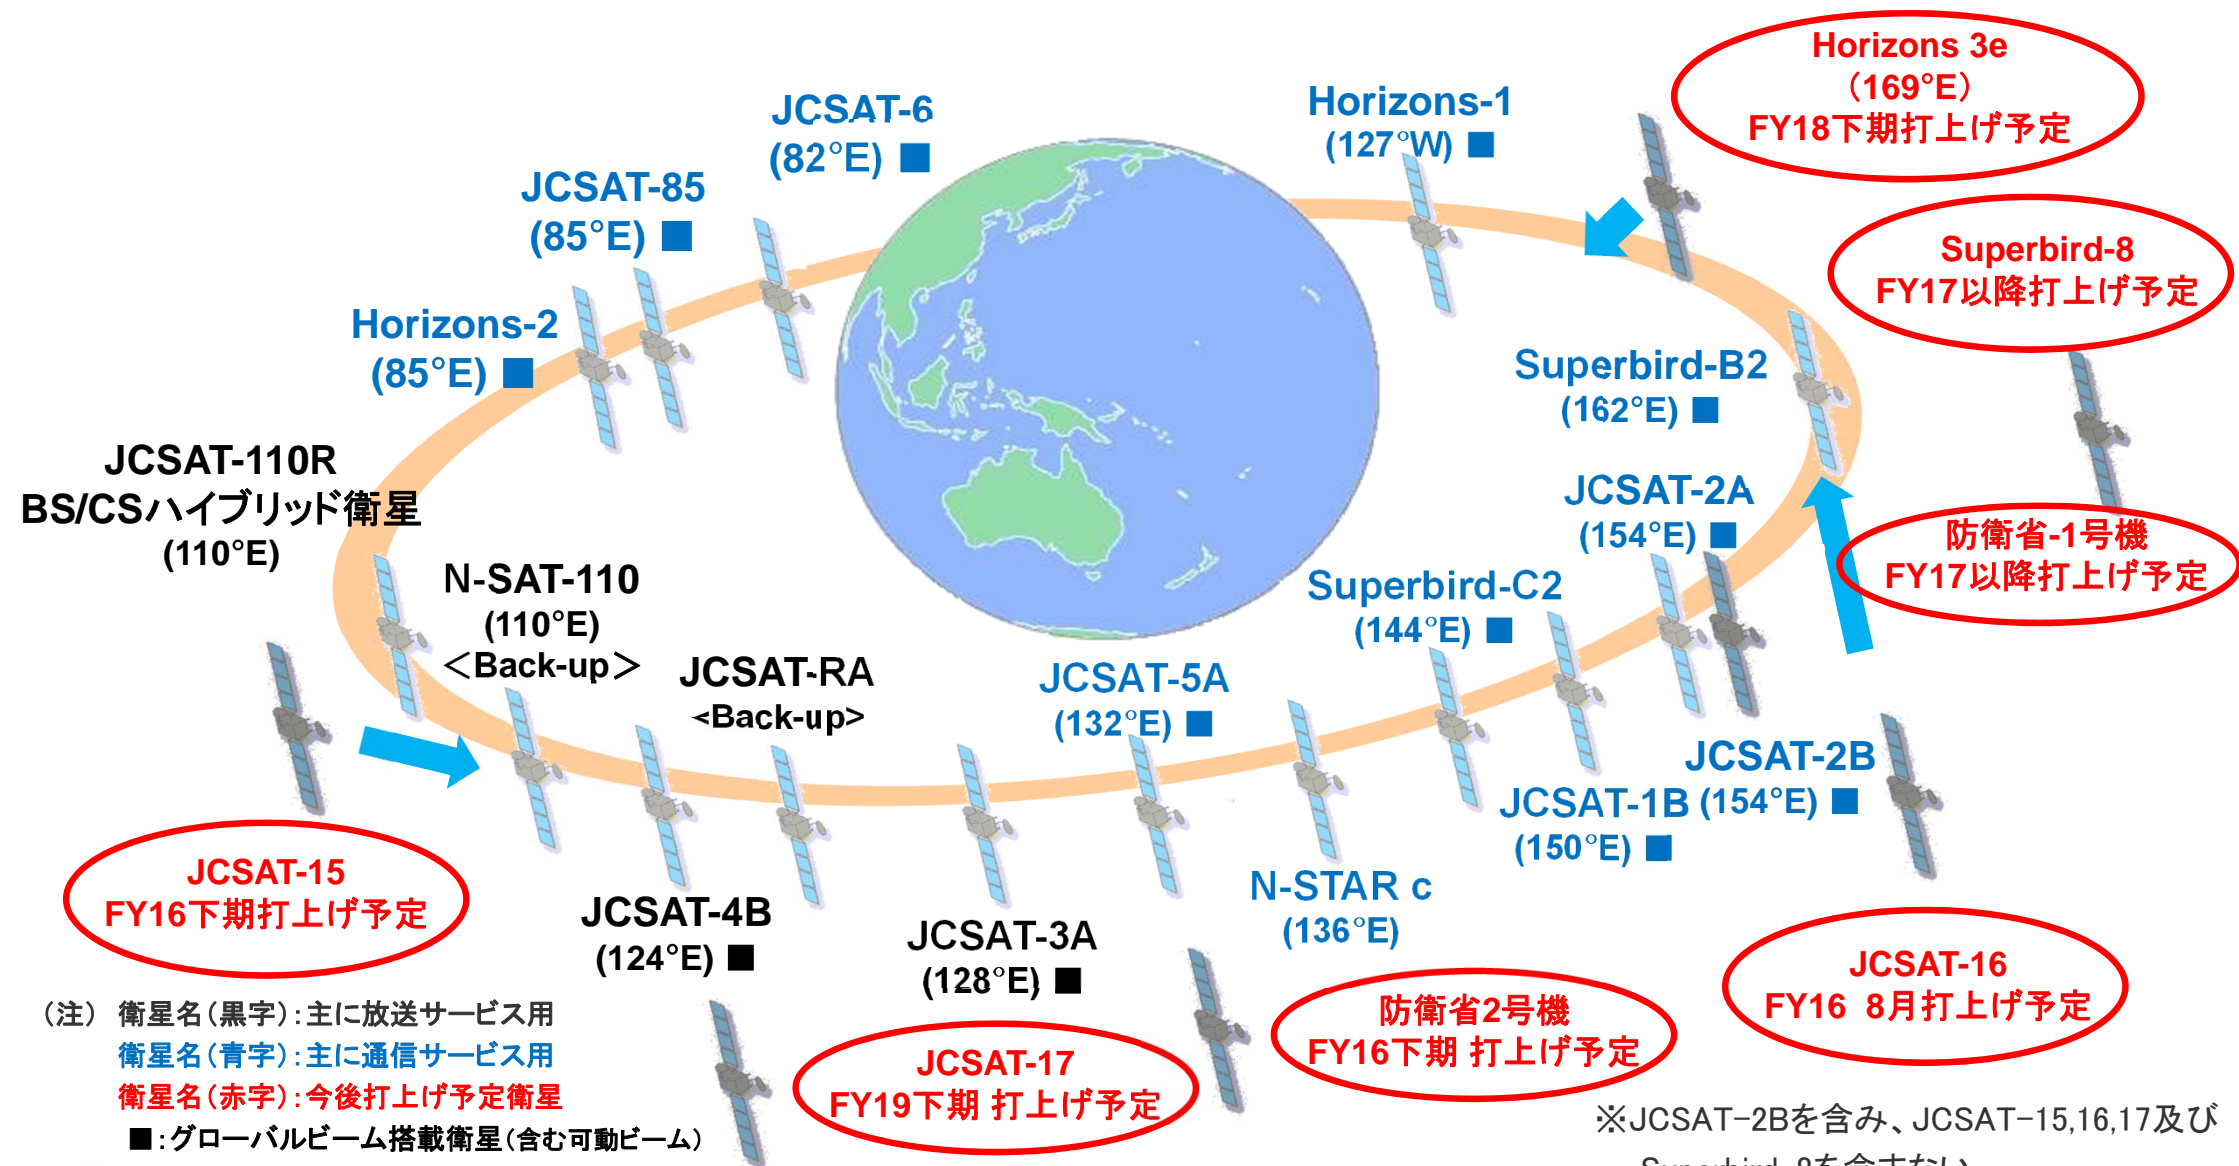 Horizons 3e
（169°E）
FY18下期打上げ予定
Horizons-1
(127°W) ■
JCSAT-6
(82°E) ■
JCSAT-85
(85°E) ■
Superbird-8
FY17以降打上げ予定
Horizons-2
(85°E) ■
Superbird-B2
(162°E) ■
JCSAT-110R
BS/CSハイブリッド衛星
(110°E)
JCSAT-2A
(154°E) ■
防衛省-1号機
FY17以降打上げ予定
N-SAT-110
(110°E)
＜Back-up＞
Superbird-C2
(144°E) ■
JCSAT-RA
<Back-up>
JCSAT-5A
(132°E) ■
JCSAT-2B
(154°E) ■
JCSAT-1B
(150°E) ■
JCSAT-15
FY16下期打上げ予定
JCSAT-4B
(124°E) ■
JCSAT-3A
(128°E) ■
N-STAR c
(136°E)
JCSAT-16
FY16 8月打上げ予定
防衛省2号機
FY16下期 打上げ予定
JCSAT-17
FY19下期 打上げ予定
（注） 衛星名（黒字）：主に放送サービス用
衛星名（青字）：主に通信サービス用
衛星名（赤字）：今後打上げ予定衛星
■：グローバルビーム搭載衛星（含む可動ビーム）
※JCSAT-2Bを含み、JCSAT-15,16,17及び
Superbird-8を含まない